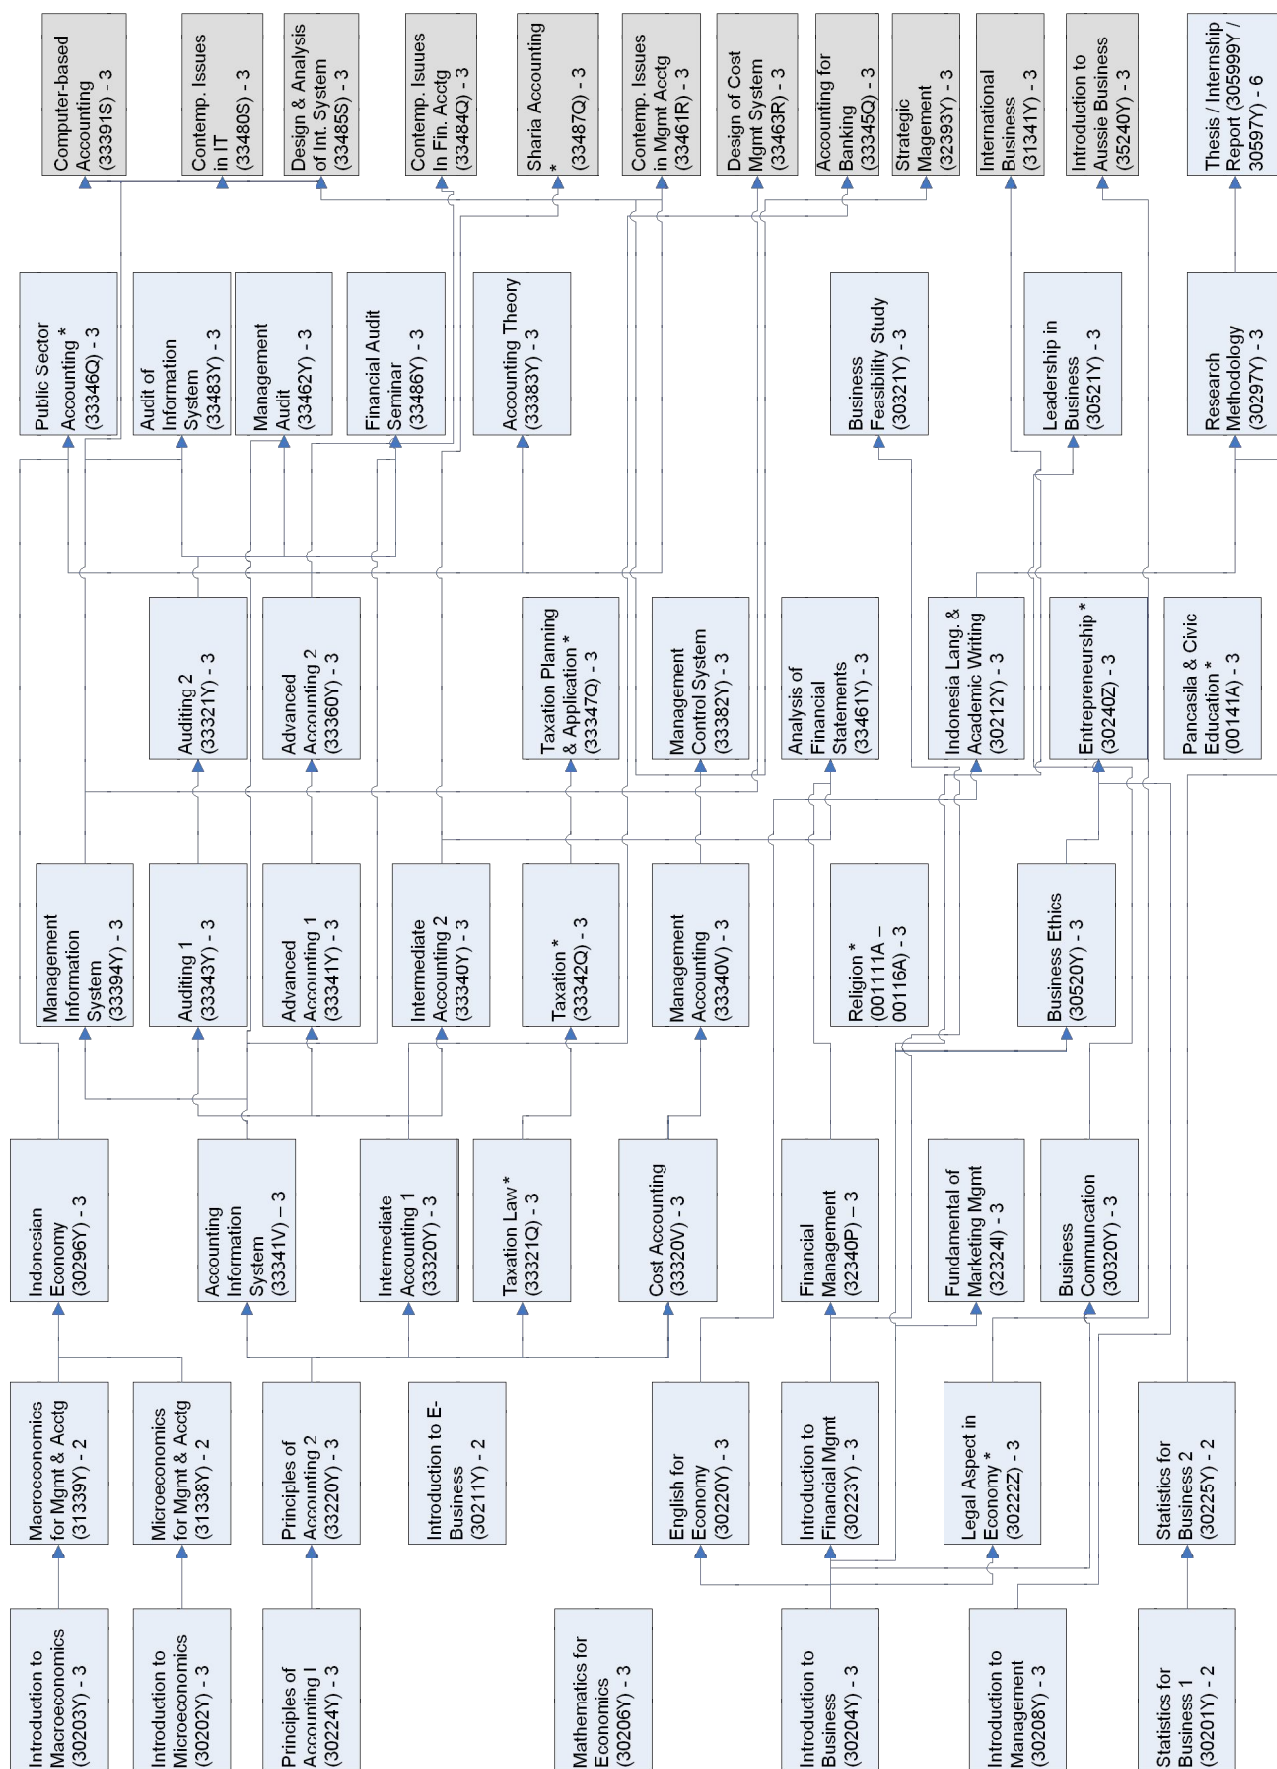 Introduction to
Macroeconomics
(30203Y) - 3
Introduction to
Microeconomics
(30202Y) - 3
Principles of
Accounting I
(30224Y) - 3
Mathematics for
Economics
(30206Y) - 3
Introduction to
Business
(30204Y) - 3
Introduction to
Management
(30208Y) - 3
Statistics for
Business 1
(30201Y) - 2
Macroeconomics
for Mgmt & Acctg
(31339Y) - 2
Microeconomics
for Mgmt & Acctg
(31338Y) - 2
Principles of
Accounting 2
(33220Y) - 3
Introduction to E-
Business
(30211Y) - 2
English for
Economy
(30220Y) - 3
Introduction to
Financial Mgmt
(30223Y) - 3
Legal Aspect in
Economy *
(30222Z) - 3
Statistics for
Business 2
(30225Y) - 2
Indonesian
Economy
(30296Y) - 3
Accounting
Information
System
(33341V) – 3
Intermediate
Accounting 1
(33320Y) - 3
Taxation Law *
(33321Q) - 3
Cost Accounting
(33320V) - 3
Financial
Management
(32340P) – 3
Fundamental of
Marketing Mgmt
(32324I) - 3
Business
Communcation
(30320Y) - 3
Management
Information
System
(33394Y) - 3
Auditing 1
(33343Y) - 3
Advanced
Accounting 1
(33341Y) - 3
Intermediate
Accounting 2
(33340Y) - 3
Taxation *
(33342Q) - 3
Management
Accounting
(33340V) - 3
Religion *
(001111A –
00116A) - 3
Business Ethics
(30520Y) - 3
Auditing 2
(33321Y) - 3
Advanced
Accounting 2
(33360Y) - 3
Taxation Planning
& Application *
(33347Q) - 3
Management
Control System
(33382Y) - 3
Analysis of
Financial
Statements
(33461Y) - 3
Indonesia Lang. &
Academic Writing
(30212Y) - 3
Entrepreneurship *
(30240Z) - 3
Pancasila & Civic
Education *
(00141A) - 3
Public Sector
Accounting *
(33346Q) - 3
Audit of
Information
System
(33483Y) - 3
Management
Audit
(33462Y) - 3
Financial Audit
Seminar
(33486Y) - 3
Accounting Theory
(33383Y) - 3
Business
Feasibility Study
(30321Y) - 3
Leadership in
Business
(30521Y) - 3
Research
Methodology
(30297Y) - 3
Computer-based
Accounting
(33391S) - 3
Contemp. Issues
in IT
(33480S) - 3
Design & Analysis
of Int. System
(33485S) - 3
Contemp. Isuues
In Fin. Acctg
(33484Q) - 3
Sharia Accounting
*
(33487Q) - 3
Contemp. Issues
in Mgmt Acctg
(33461R) - 3
Design of Cost
Mgmt System
(33463R) - 3
Accounting for
Banking
(33345Q) - 3
Strategic
Magement
(32393Y) - 3
International
Business
(31341Y) - 3
Introduction to
Aussie Business
(35240Y) - 3
Thesis / Internship
Report (305999Y /
30597Y) - 6